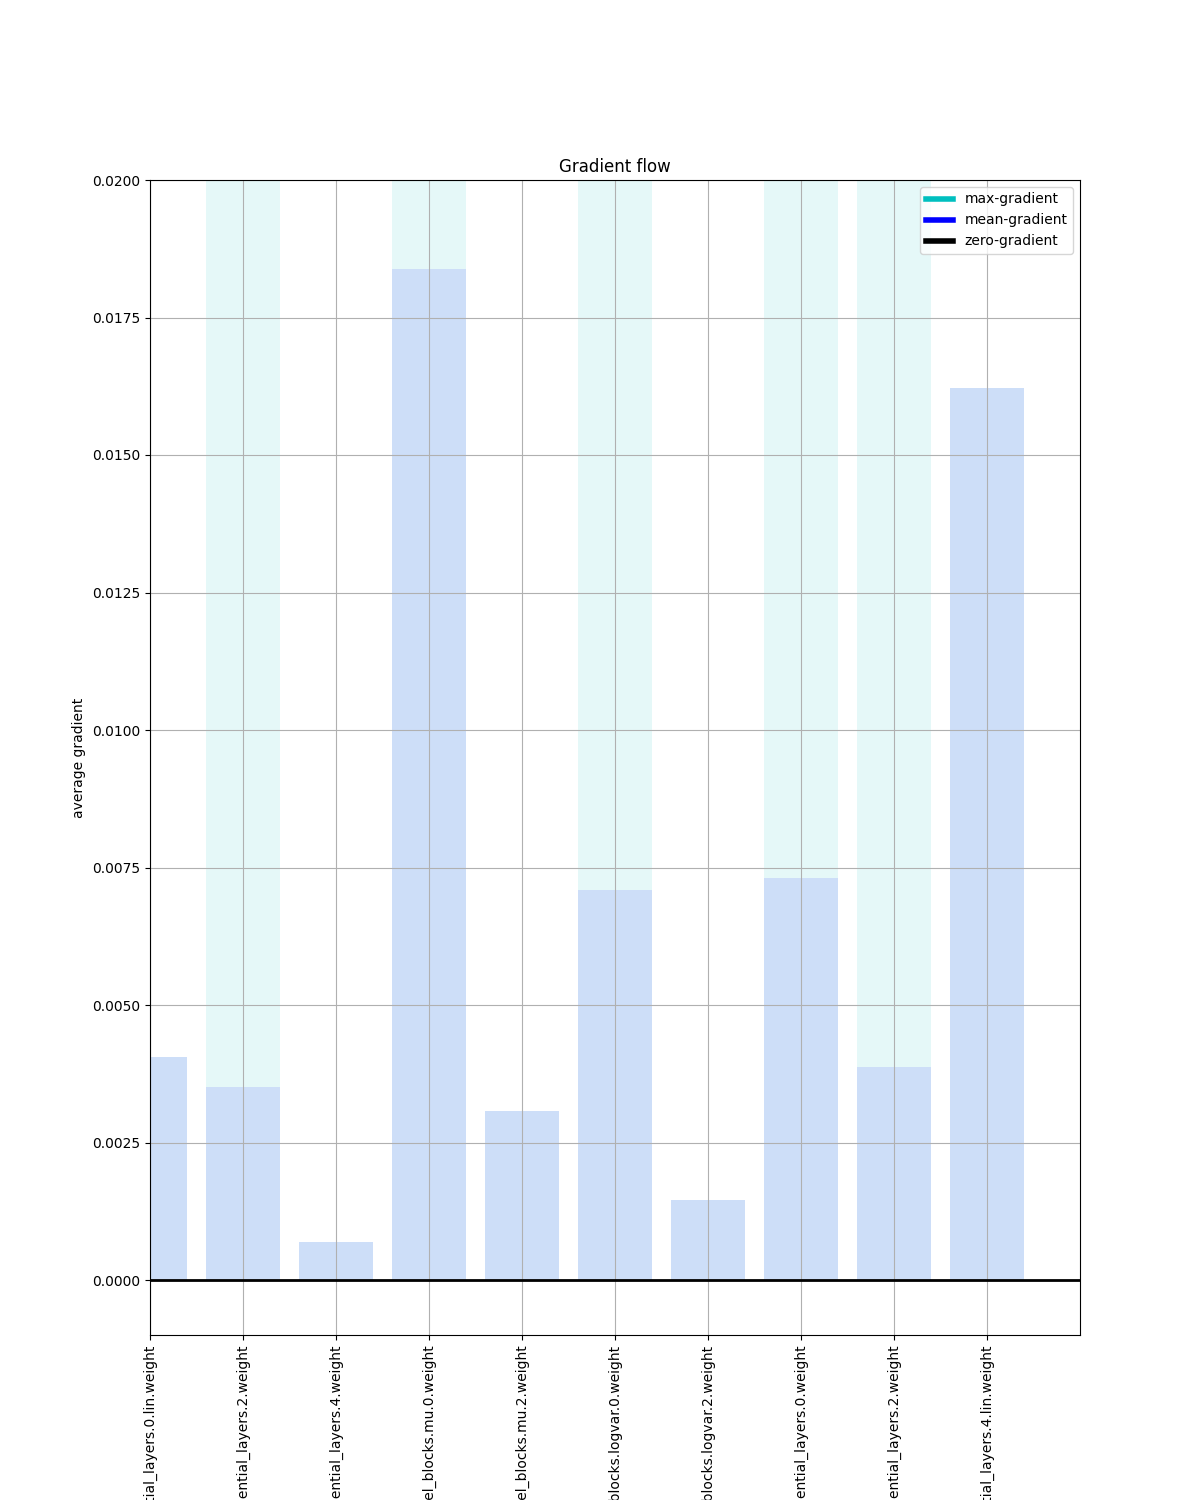 Gradient flow
max-gradient
mean-gradient
zero-gradient
average gradient
0.0200
0.0175
0.0150
0.0125
0.0100
0.0075
0.0050
0.0025
0.0000
tial_layers.0.lin.weight
ential_layers.2.weight
ential_layers.4.weight
el_blocks.mu.0.weight
el_blocks.mu.2.weight
blocks.logvar.0.weight
blocks.logvar.2.weight
ential_layers.0.weight
ential_layers.2.weight
tial_layers.4.lin.weight